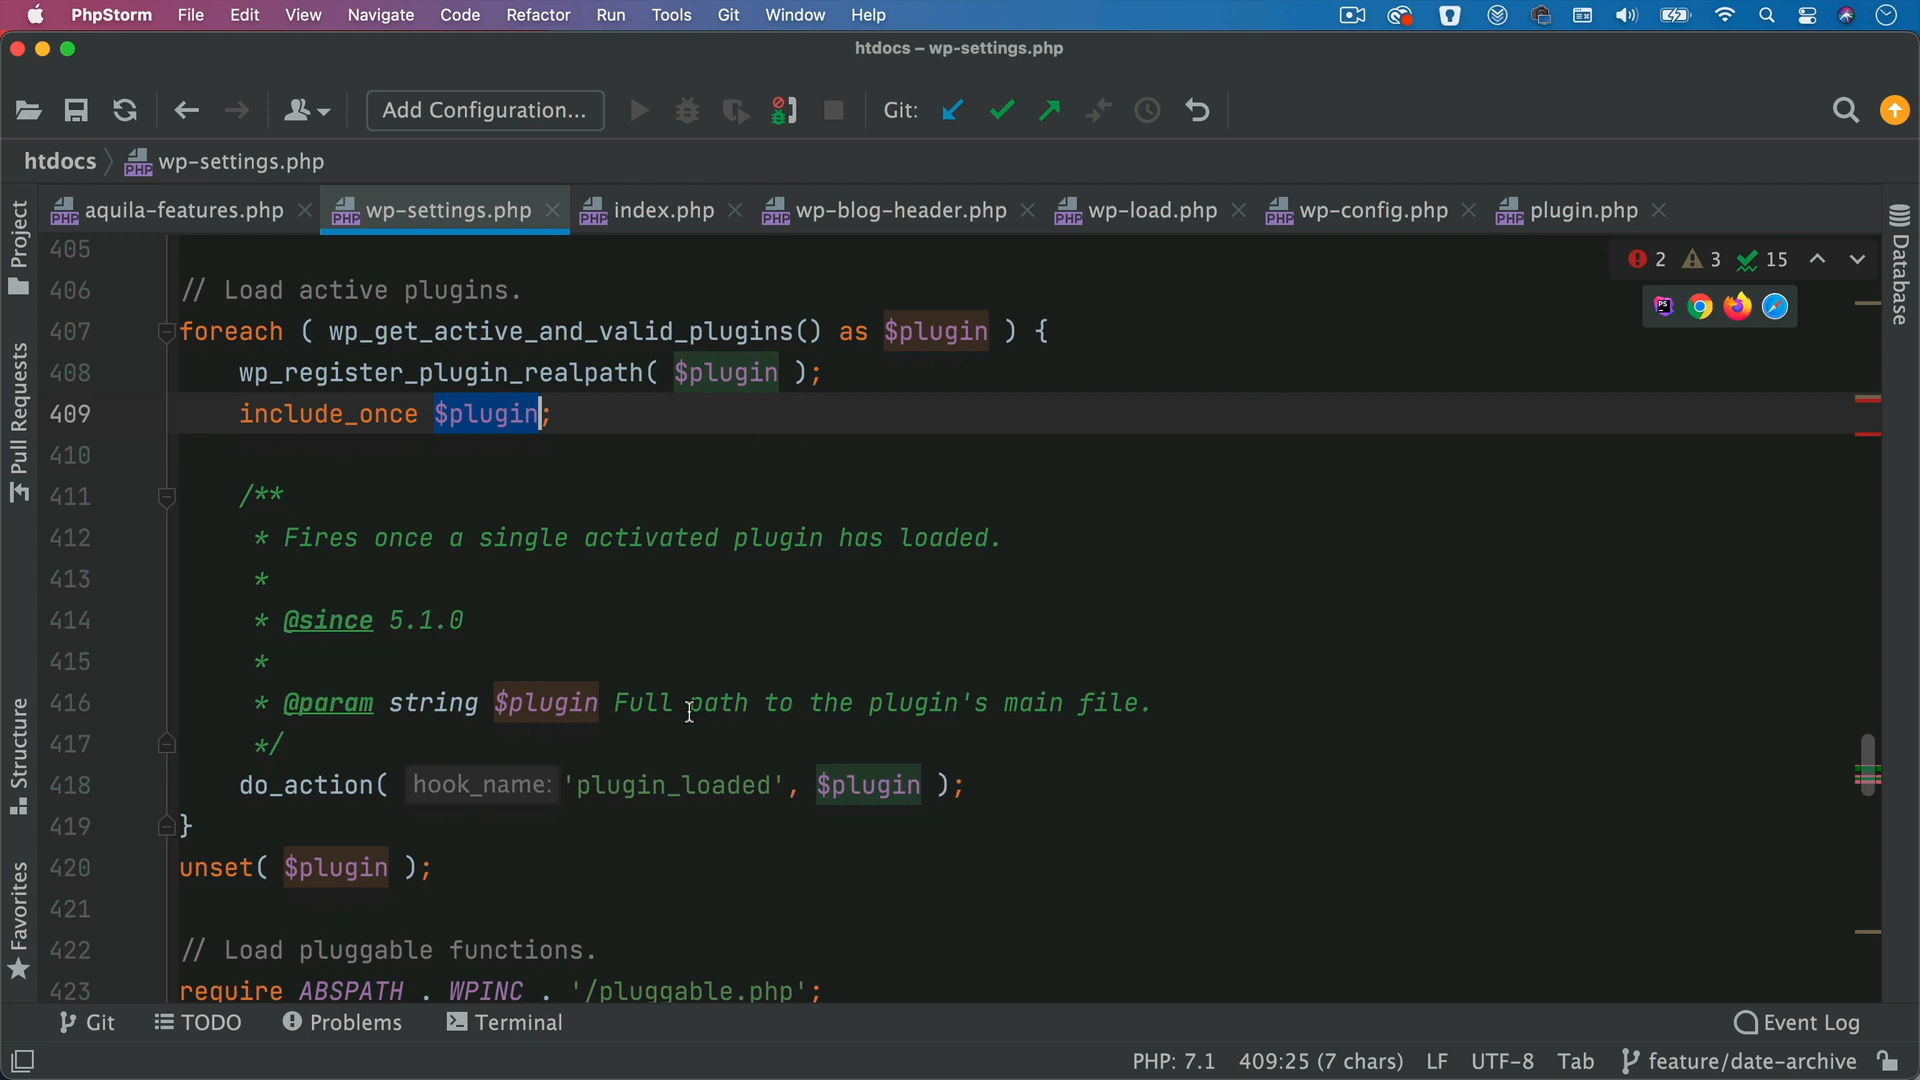 PhpStorm File Edit View Navigate Code Refactor Run Tools Git Window Help
htdocs – wp-settings.php
Add Configuration... Git:
htdocs wp-settings.php
aquila-features.php wp-settings.php index.php wp-blog-header.php wp-load.php wp-config.php plugin.php
Project
Pull Requests
Structure
Favorites
Database
2 3 15
405
406 // Load active plugins.
407 foreach ( wp_get_active_and_valid_plugins() as $plugin ) {
408 wp_register_plugin_realpath( $plugin );
409 include_once $plugin;
410
411 /**
412 * Fires once a single activated plugin has loaded.
413 *
414 * @since 5.1.0
415 *
416 * @param string $plugin Full path to the plugin's main file.
417 */
418 do_action( hook_name: 'plugin_loaded', $plugin );
419 }
420 unset( $plugin );
421
422 // Load pluggable functions.
423 require ABSPATH . WPINC . '/pluggable.php';
Git TODO Problems Terminal Event Log
PHP: 7.1 409:25 (7 chars) LF UTF-8 Tab feature/date-archive